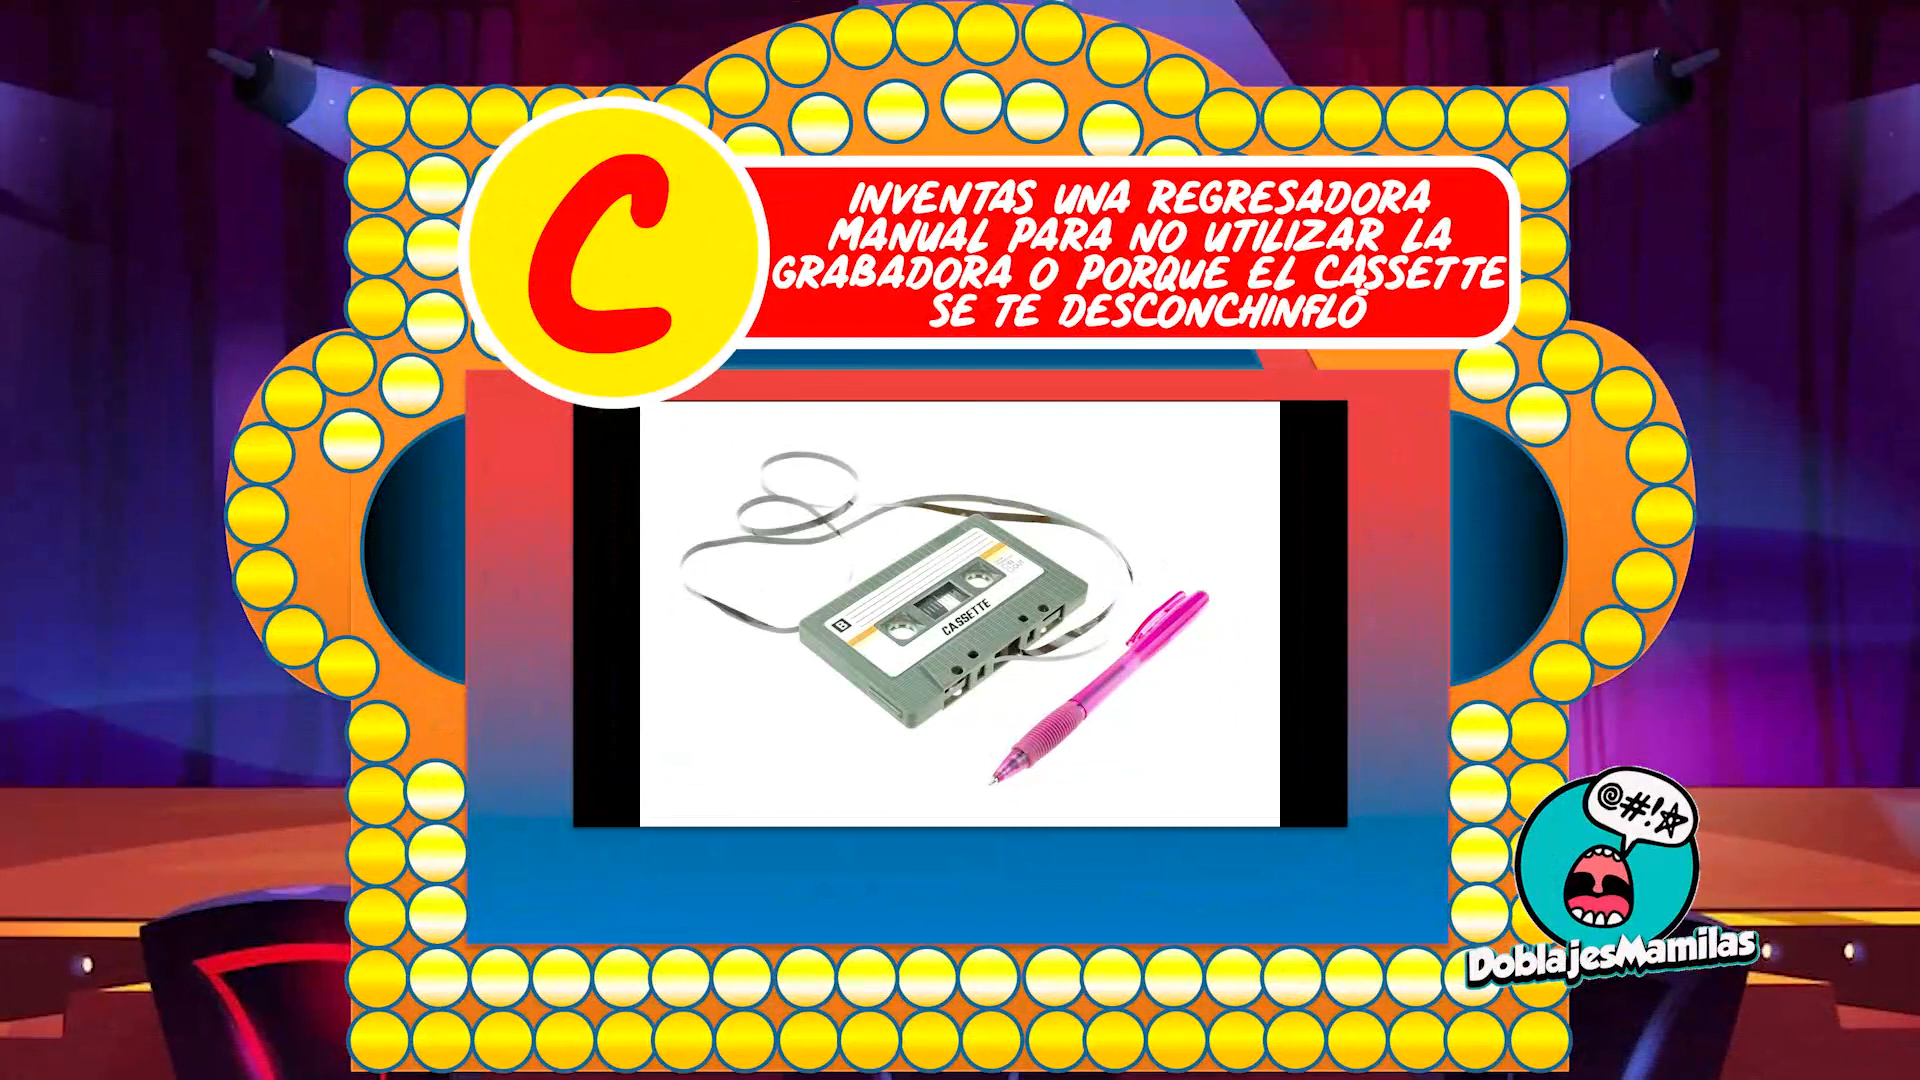 C
INVENTAS UNA REGRESADORA
MANUAL PARA NO UTILIZAR LA
GRABADORA O PORQUE EL CASSETTE
SE TE DESCONCHINFLÓ
B
CASSETTE
@#!☆
DoblajesMamilas